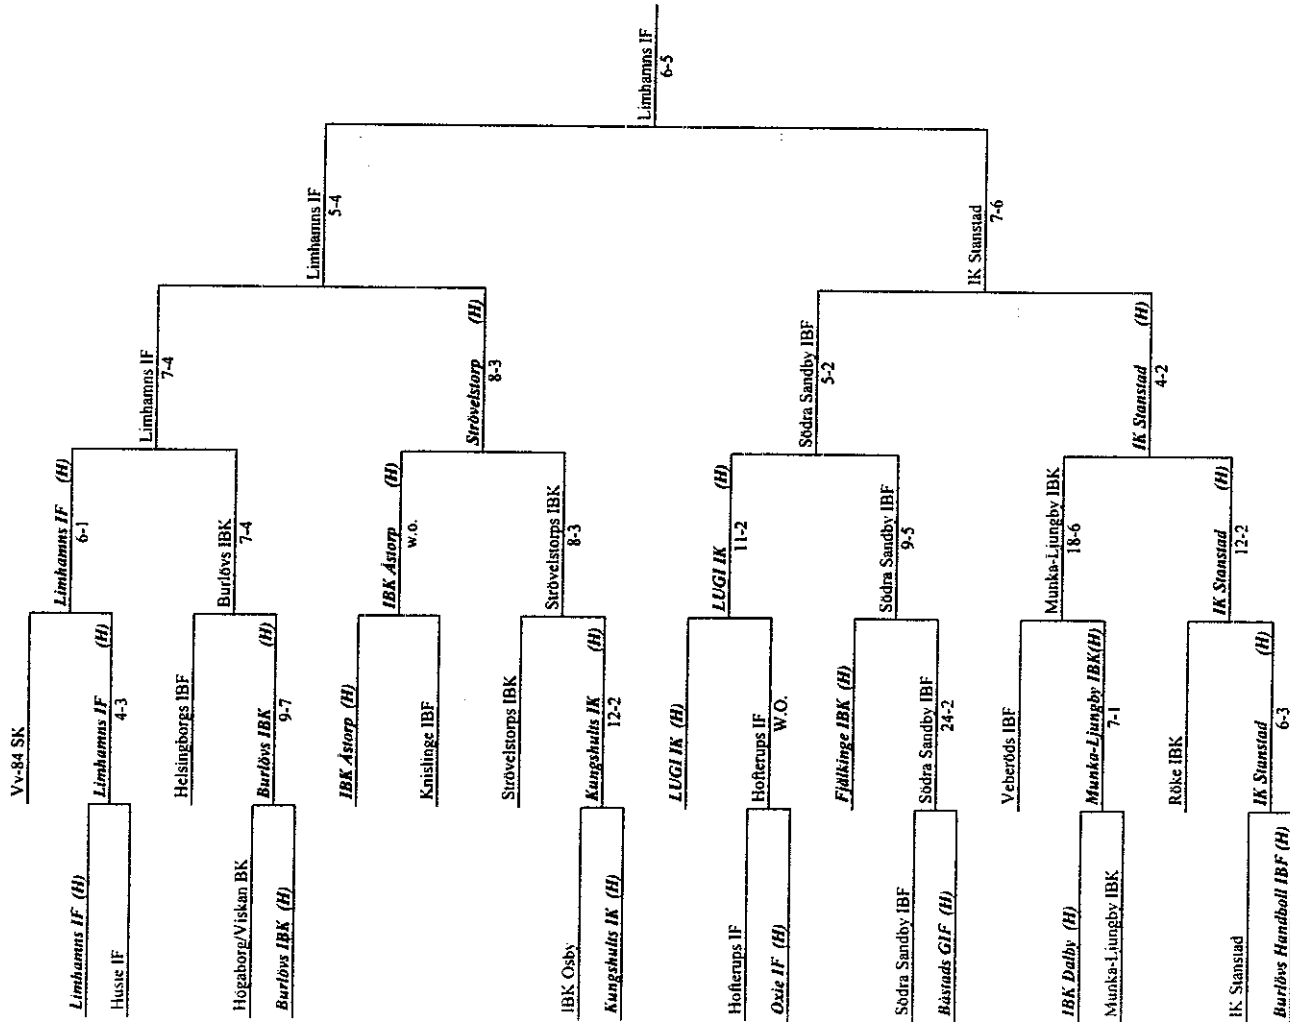 Limhamns IF (H)
Husie IF
Högaborg/Viskan BK
Burlövs IBK (H)
IBK Osby
Kungshults IK (H)
Hofterups IF
Oxie IF (H)
Södra Sandby IBF
Båstads GIF (H)
IBK Dalby (H)
Munka-Ljungby IBK
IK Stanstad
Burlövs Handboll IBF (H)
Vv-84 SK
Limhamns IF (H)
4-3
Helsingborgs IBF
Burlövs IBK (H)
9-7
IBK Åstorp (H)
Knislinge IBF
Strövelstorps IBK
Kungshults IK (H)
12-2
LUGI IK (H)
Hofterups IF
W.O.
Fjälkinge IBK (H)
Södra Sandby IBF
24-2
Veberöds IBF
Munka-Ljungby IBK(H)
7-1
Röke IBK
IK Stanstad (H)
6-3
Limhamns IF (H)
6-1
Burlövs IBK
7-4
IBK Åstorp (H)
w.o.
Strövelstorps IBK
8-3
LUGI IK (H)
11-2
Södra Sandby IBF
9-5
Munka-Ljungby IBK
18-6
IK Stanstad (H)
12-2
Limhamns IF
7-4
Strövelstorp (H)
8-3
Södra Sandby IBF
5-2
IK Stanstad (H)
4-2
Limhamns IF
5-4
IK Stanstad
7-6
Limhamns IF
6-5